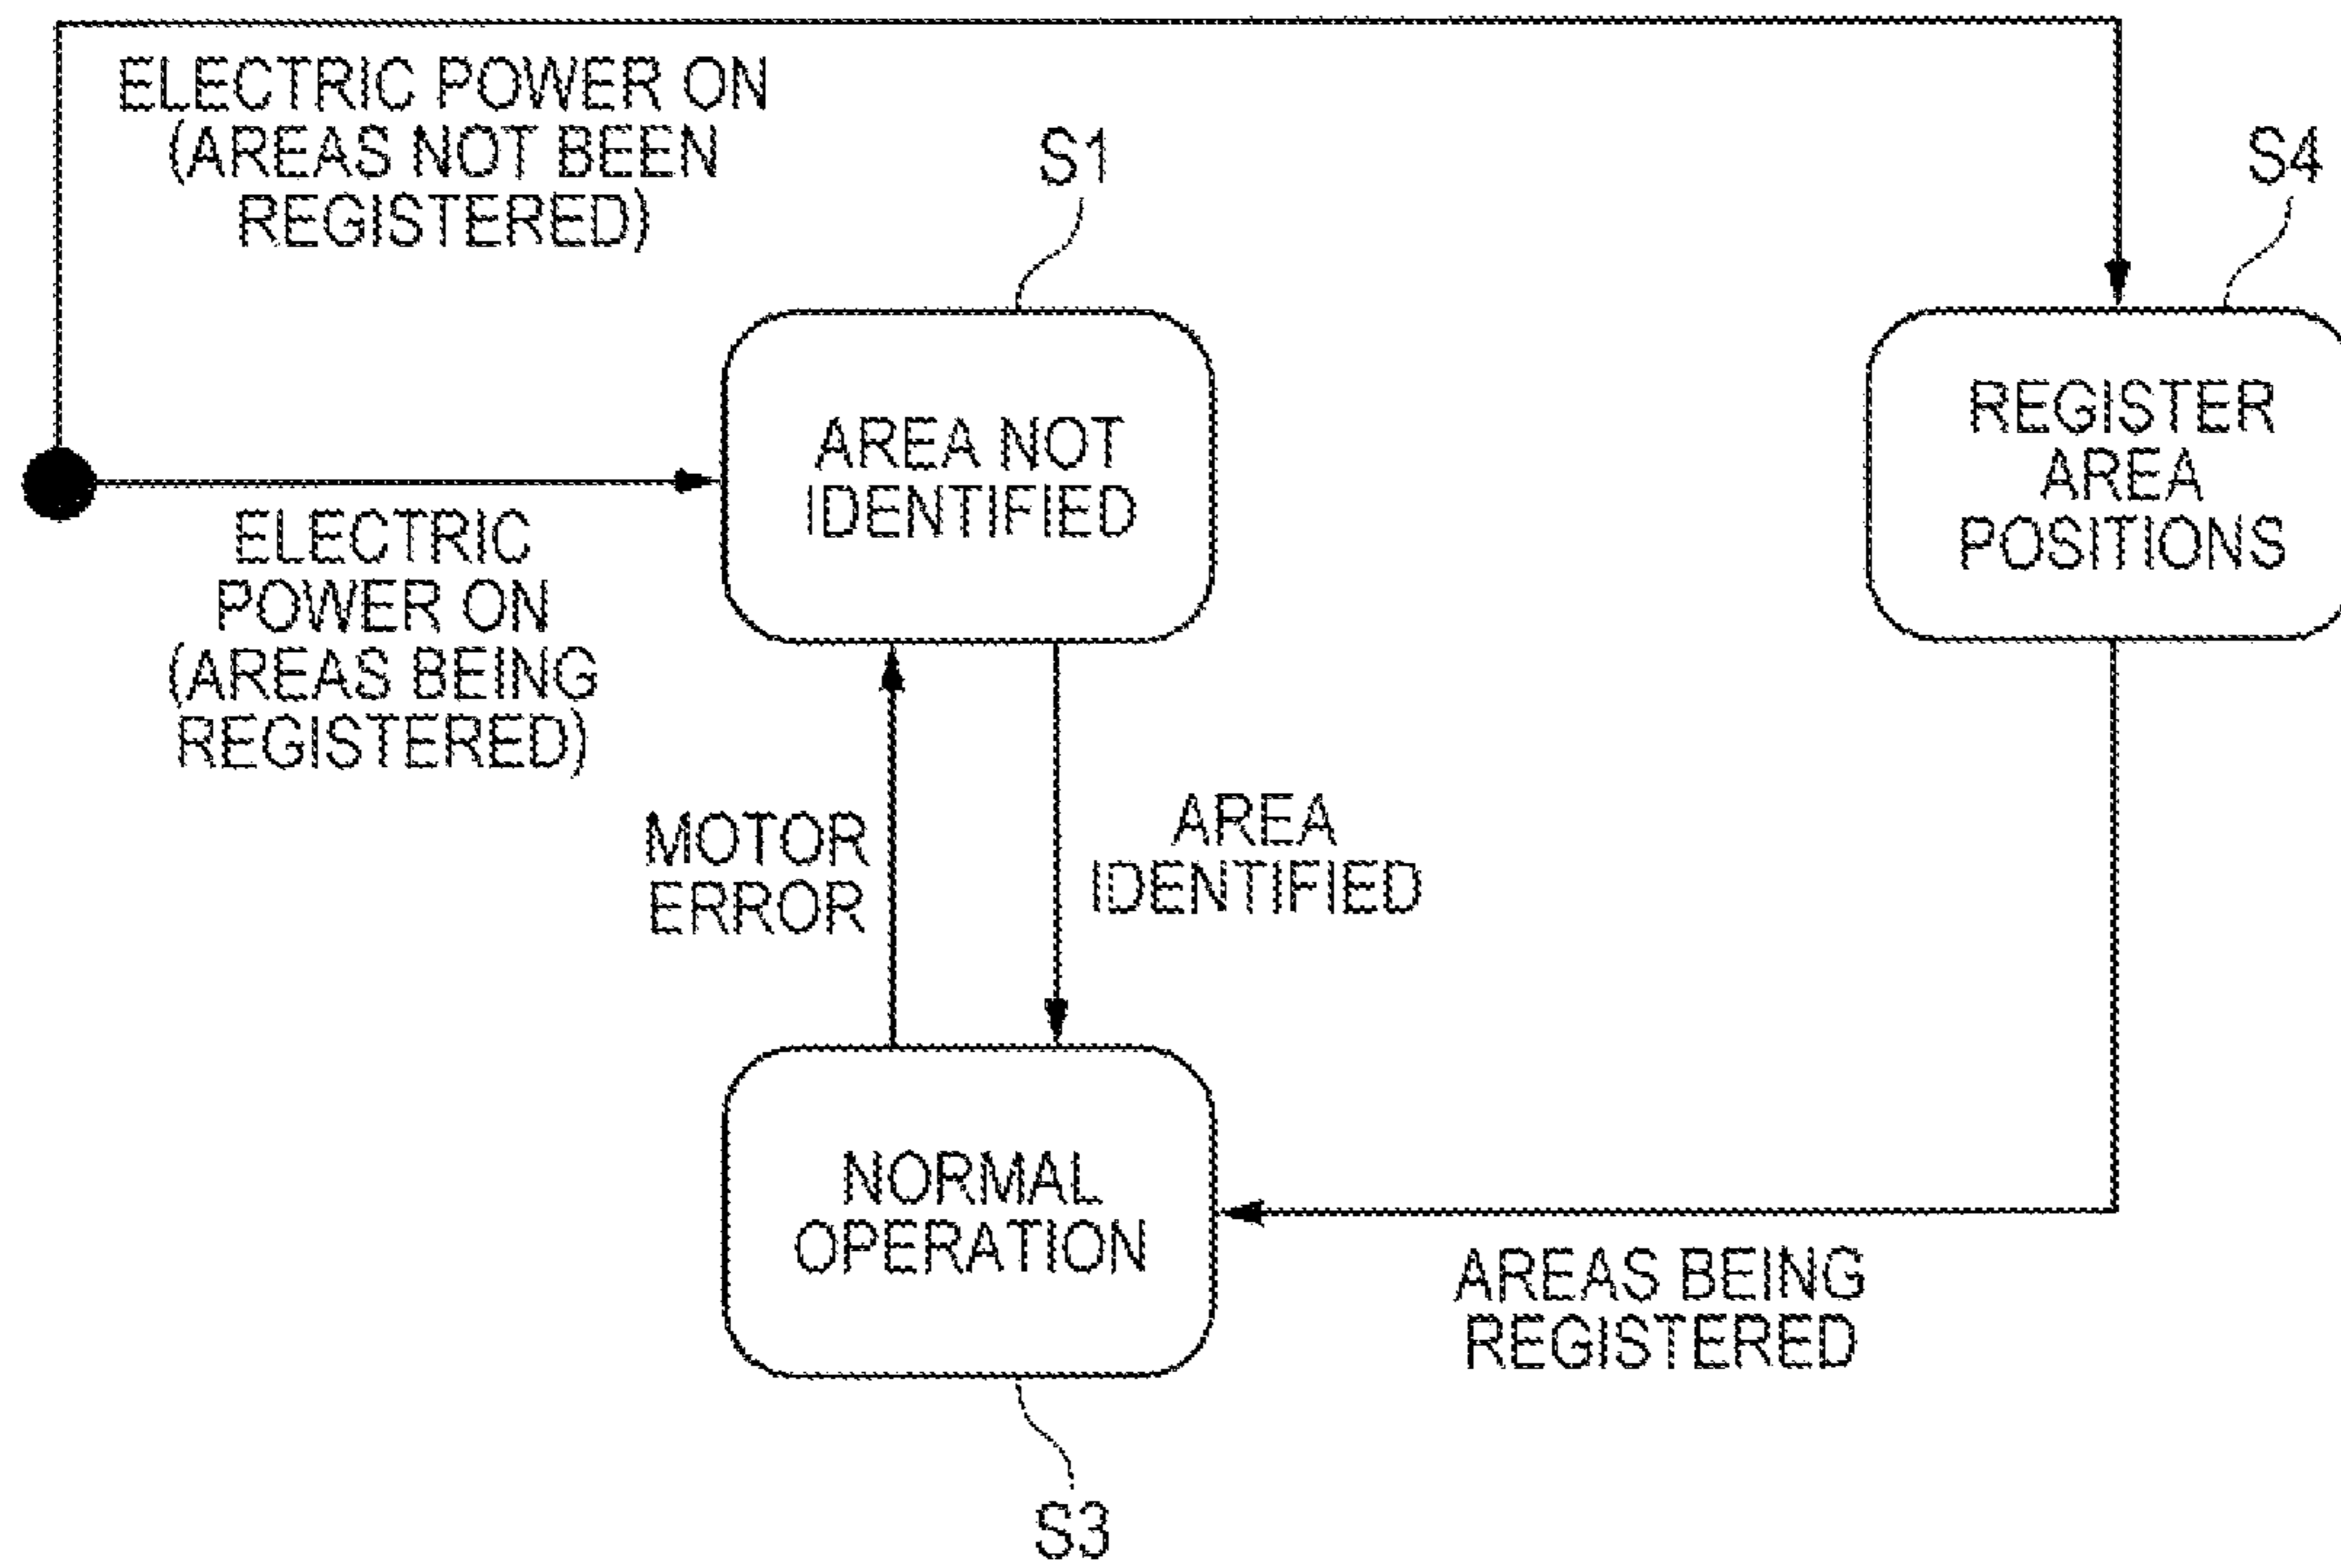 ELECTRIC POWER ON
(AREAS NOT BEEN
REGISTERED)
S1
S4
AREA NOT
IDENTIFIED
REGISTER
AREA
POSITIONS
ELECTRIC
POWER ON
(AREAS BEING
REGISTERED)
MOTOR
ERROR
AREA
IDENTIFIED
NORMAL
OPERATION
AREAS BEING
REGISTERED
S3